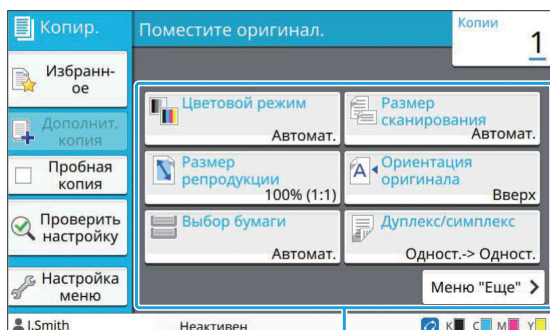 Копир.
Поместите оригинал.
Копии
1
Избранн-
ое
Дополнит.
копия
Пробная
копия
Проверить
настройку
Настройка
меню
Цветовой режим
Автомат.
Размер
сканирования
Автомат.
Размер
репродукции
100% (1:1)
A
Ориентация
оригинала
Вверх
Выбор бумаги
Автомат.
Дуплекс/симплекс
Одност.-> Одност.
Меню "Еще" >
I.Smith
Неактивен
K C M Y